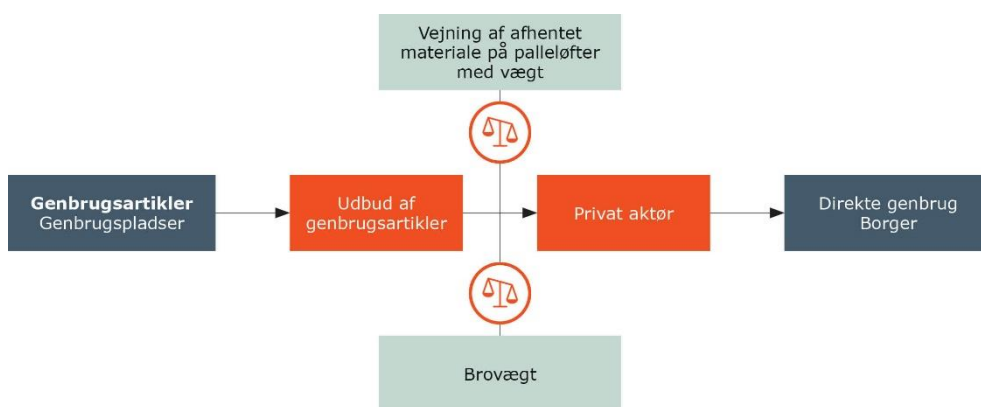 Vejning af afhentet
materiale på palleløfter
med vægt
Genbrugsartikler
Genbrugspladser
Udbud af
genbrugsartikler
Privat aktør
Direkte genbrug
Borger
Brovægt